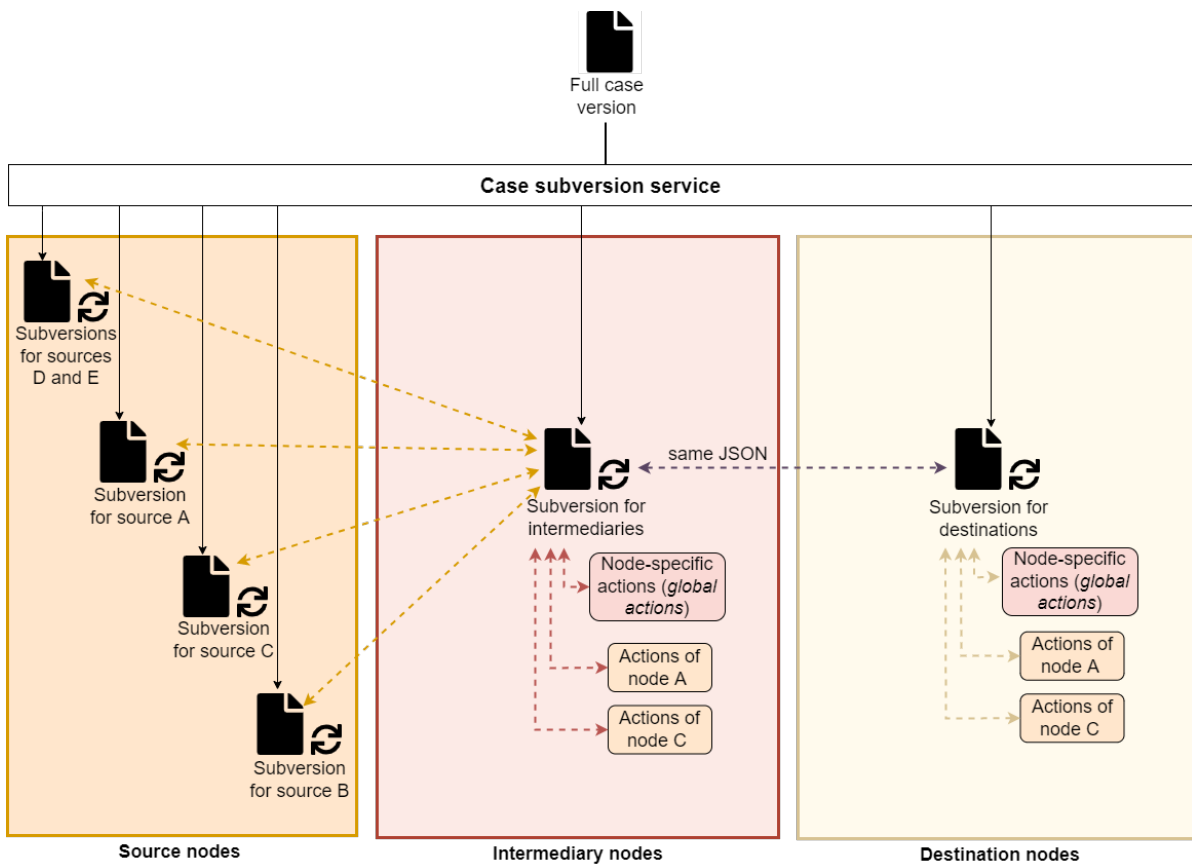 Full case
version
Case subversion service
Subversions
for sources
D and E
Subversion
for source A
Subversion
for source C
Subversion
for source B
Source nodes
same JSON
Subversion for
intermediaries
Node-specific
actions (global
actions)
Actions of
node A
Actions of
node C
Intermediary nodes
Subversion for
destinations
Node-specific
actions (global
actions)
Actions of
node A
Actions of
node C
Destination nodes